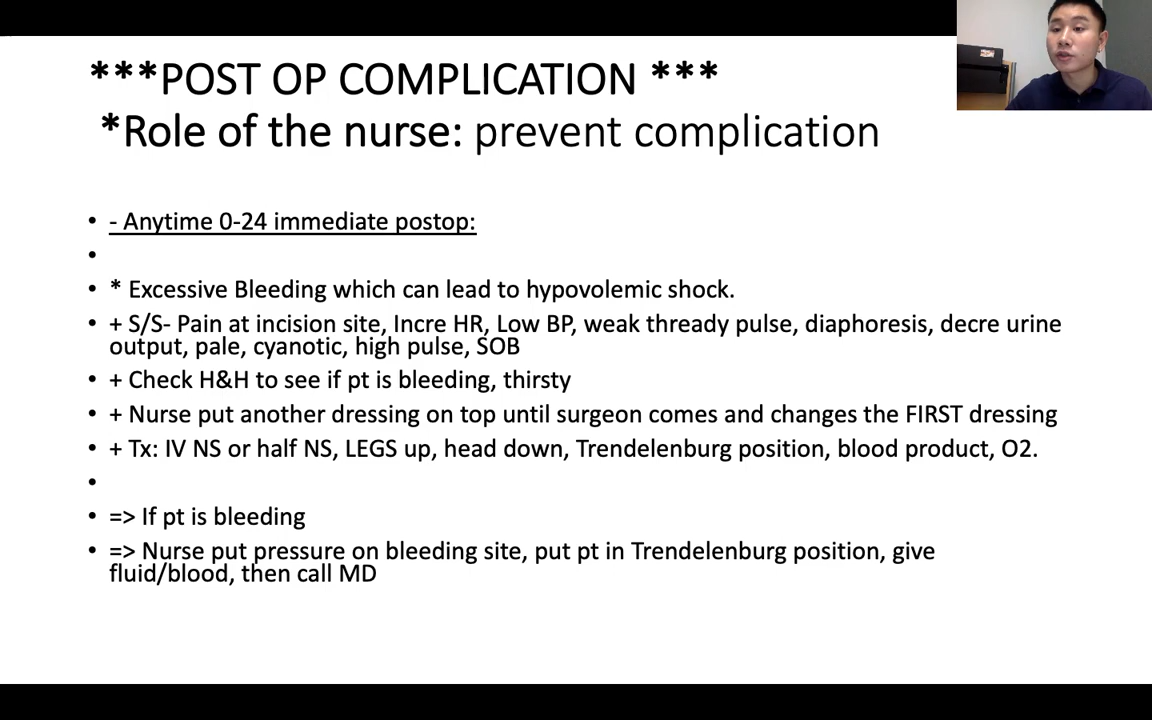 ***POST OP COMPLICATION ***
*Role of the nurse: prevent complication
• - Anytime 0-24 immediate postop:
•
• * Excessive Bleeding which can lead to hypovolemic shock.
• + S/S- Pain at incision site, Incre HR, Low BP, weak thready pulse, diaphoresis, decre urine
output, pale, cyanotic, high pulse, SOB
• + Check H&H to see if pt is bleeding, thirsty
• + Nurse put another dressing on top until surgeon comes and changes the FIRST dressing
• + Tx: IV NS or half NS, LEGS up, head down, Trendelenburg position, blood product, O2.
•
• => If pt is bleeding
• => Nurse put pressure on bleeding site, put pt in Trendelenburg position, give
fluid/blood, then call MD